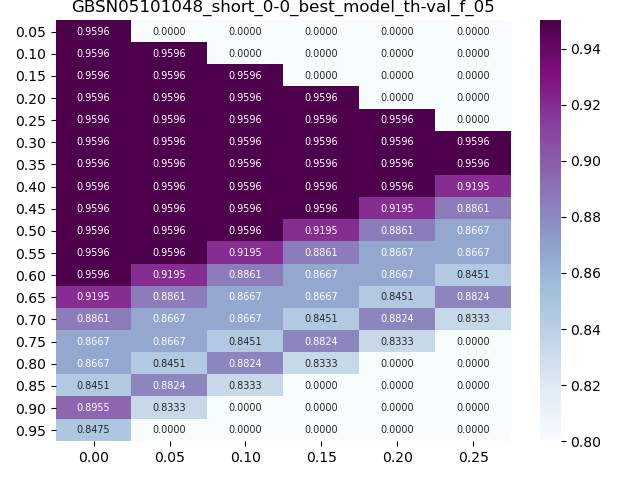 GBSN05101048_short_0-0_best_model_th-val_f_05
0.05 0.9596 0.0000 0.0000 0.0000 0.0000 0.0000
0.10 0.9596 0.9596 0.0000 0.0000 0.0000 0.0000
0.15 0.9596 0.9596 0.9596 0.0000 0.0000 0.0000
0.20 0.9596 0.9596 0.9596 0.9596 0.0000 0.0000
0.25 0.9596 0.9596 0.9596 0.9596 0.9596 0.0000
0.30 0.9596 0.9596 0.9596 0.9596 0.9596 0.9596
0.35 0.9596 0.9596 0.9596 0.9596 0.9596 0.9596
0.40 0.9596 0.9596 0.9596 0.9596 0.9596 0.9195
0.45 0.9596 0.9596 0.9596 0.9596 0.9195 0.8861
0.50 0.9596 0.9596 0.9596 0.9195 0.8861 0.8667
0.55 0.9596 0.9596 0.9195 0.8861 0.8667 0.8667
0.60 0.9596 0.9195 0.8861 0.8667 0.8667 0.8451
0.65 0.9195 0.8861 0.8667 0.8667 0.8451 0.8824
0.70 0.8861 0.8667 0.8667 0.8451 0.8824 0.8333
0.75 0.8667 0.8667 0.8451 0.8824 0.8333 0.0000
0.80 0.8667 0.8451 0.8824 0.8333 0.0000 0.0000
0.85 0.8451 0.8824 0.8333 0.0000 0.0000 0.0000
0.90 0.8955 0.8333 0.0000 0.0000 0.0000 0.0000
0.95 0.8475 0.0000 0.0000 0.0000 0.0000 0.0000
0.00 0.05 0.10 0.15 0.20 0.25
0.94
0.92
0.90
0.88
0.86
0.84
0.82
0.80